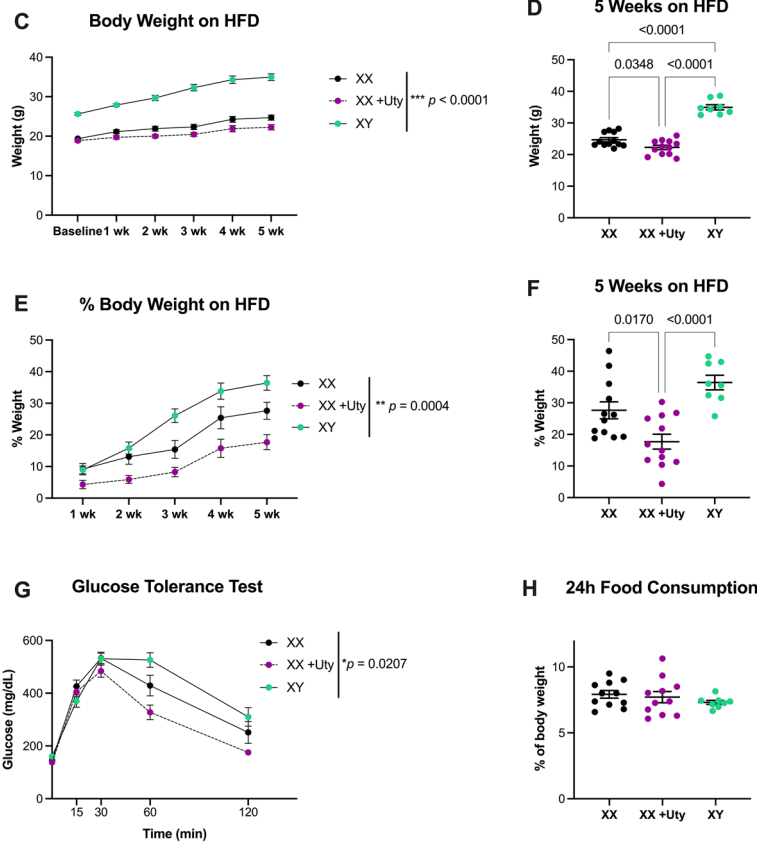 C
Body Weight on HFD
Weight (g)
40
30
20
10
0
Baseline 1 wk 2 wk 3 wk 4 wk 5 wk
XX
XX +Uty
XY
*** p < 0.0001
D
5 Weeks on HFD
<0.0001
0.0348 <0.0001
Weight (g)
50
40
30
20
10
0
XX XX +Uty XY
E
% Body Weight on HFD
% Weight
50
40
30
20
10
0
1 wk 2 wk 3 wk 4 wk 5 wk
XX
XX +Uty
XY
** p = 0.0004
F
5 Weeks on HFD
0.0170 <0.0001
% Weight
50
40
30
20
10
0
XX XX +Uty XY
G
Glucose Tolerance Test
Glucose (mg/dL)
600
400
200
0
15 30 60 120
Time (min)
XX
XX +Uty
XY
*p = 0.0207
H
24h Food Consumption
% of body weight
10
5
0
XX XX +Uty XY